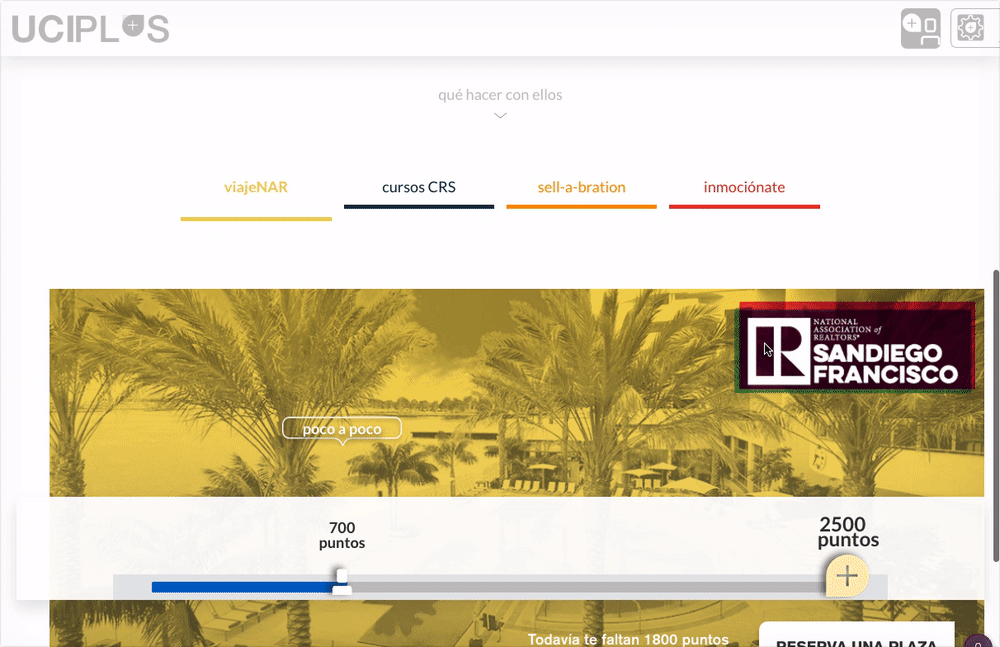 UCIPLUS
qué hacer con ellos
viajeNAR
cursos CRS
sell-a-bration
inmociónate
NATIONAL
ASSOCIATION of
REALTORS®
SANDIEGO
FRANCISCO
poco a poco
700
puntos
2500
puntos
Todavía te faltan 1800 puntos
RESERVA UNA PLAZA